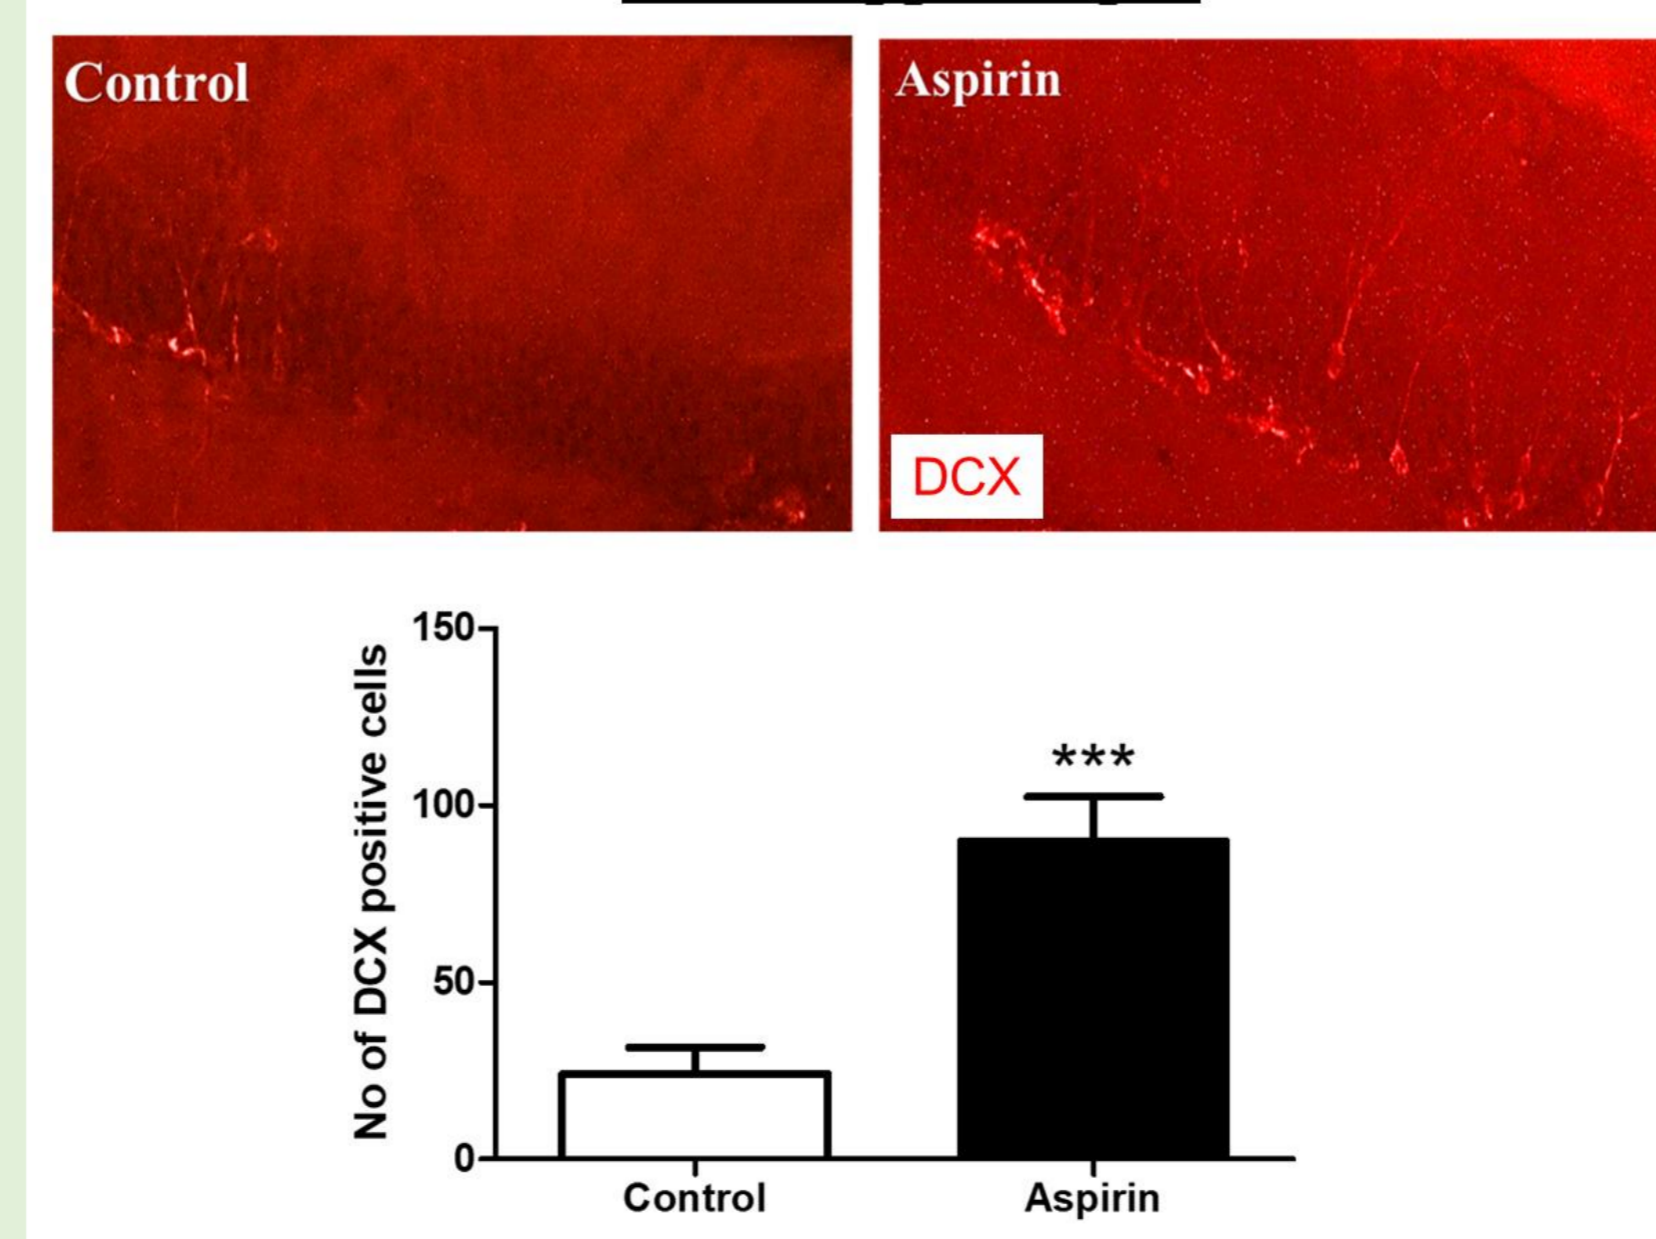 Control
Aspirin
DCX
150
100
50
0
No of DCX positive cells
***
Control
Aspirin